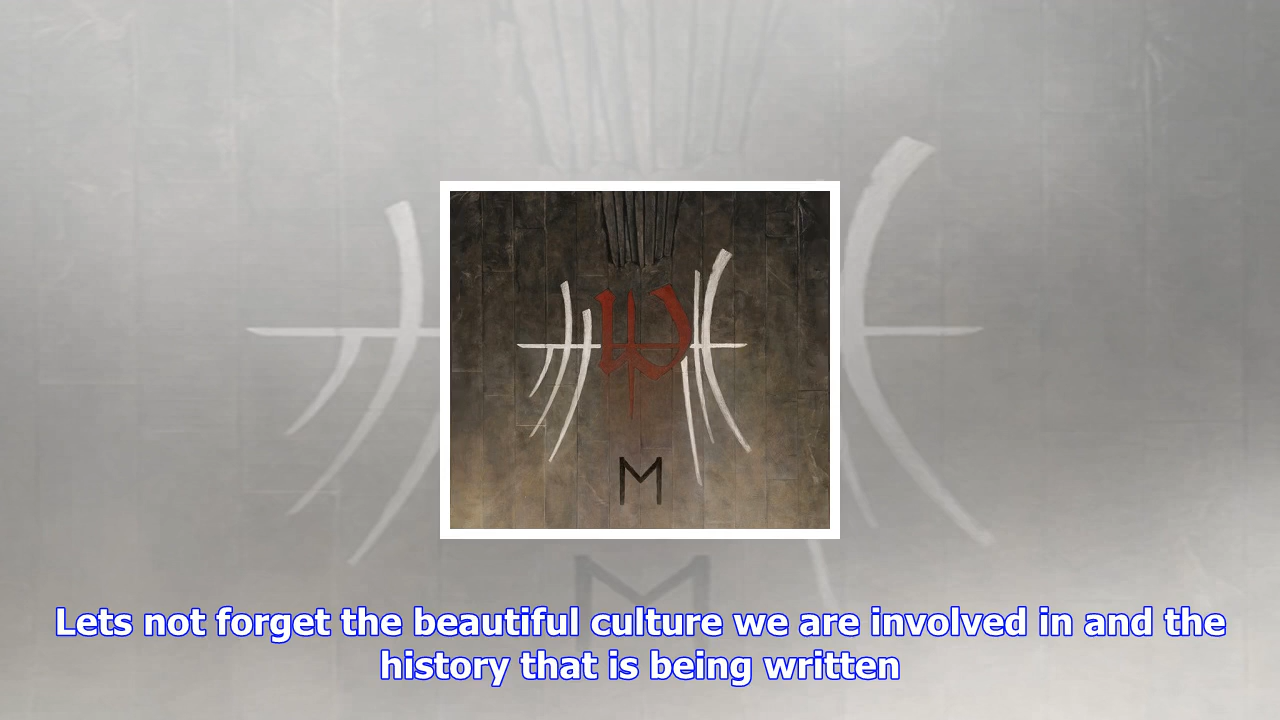 ᛖ
Lets not forget the beautiful culture we are involved in and the
history that is being written